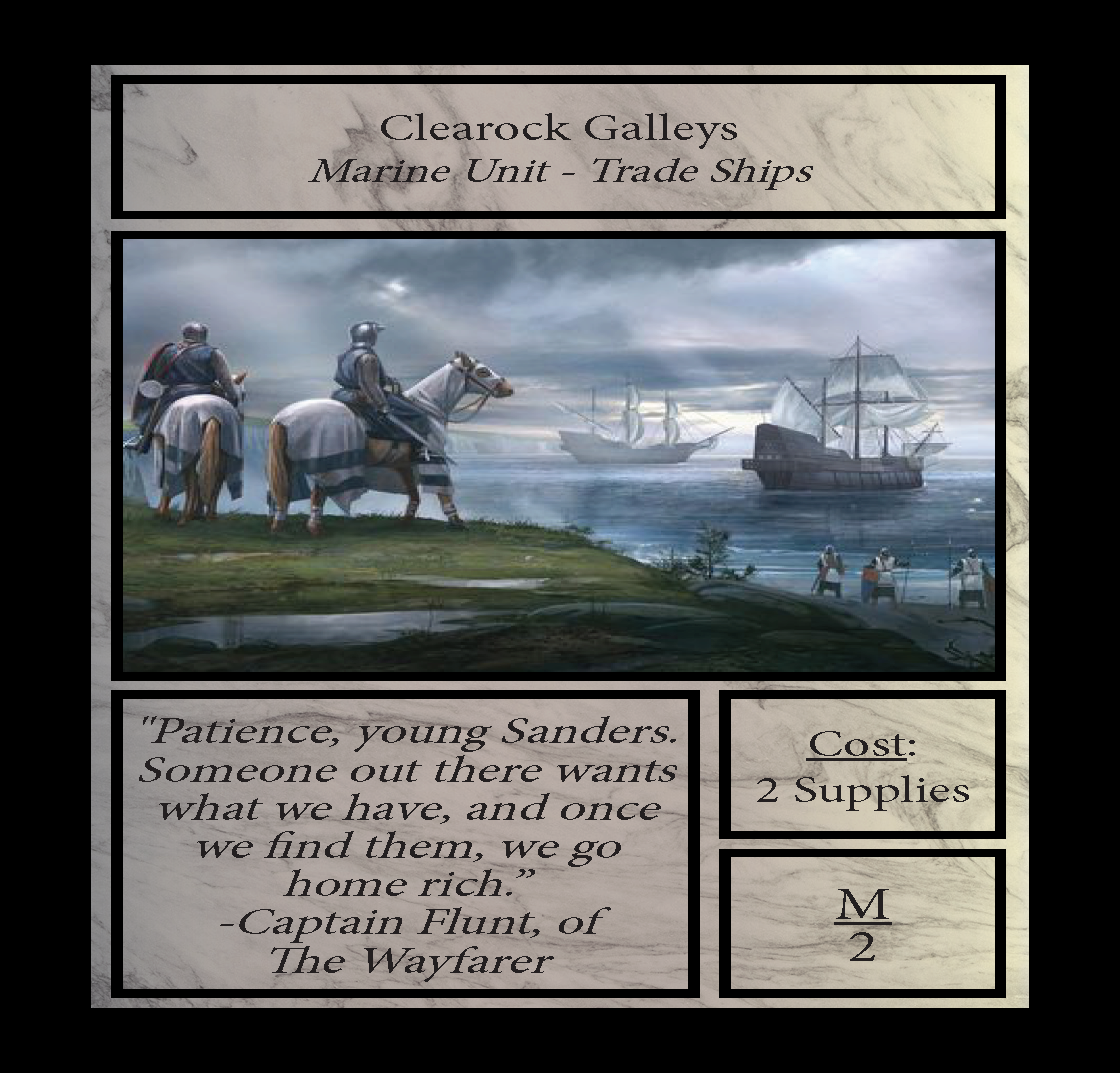 Clearock Galleys
Marine Unit - Trade Ships
"Patience, young Sanders.
Someone out there wants
what we have, and once
we find them, we go
home rich.”
-Captain Flunt, of
The Wayfarer
Cost:
2 Supplies
M
2